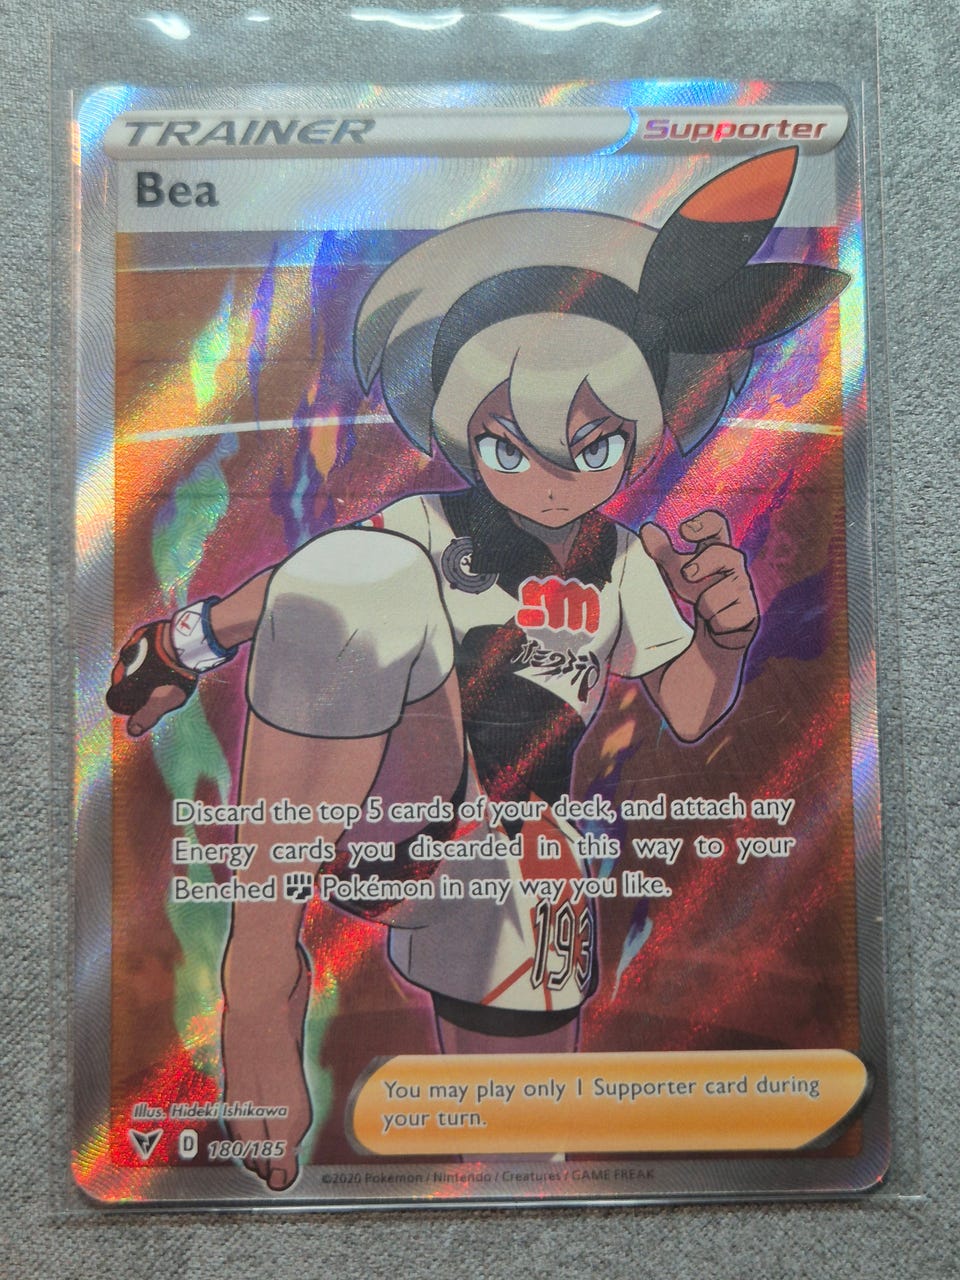 TRAINER
Supporter
Bea
193
Discard the top 5 cards of your deck, and attach any
Energy cards you discarded in this way to your
Benched Pokémon in any way you like.
You may play only 1 Supporter card during
your turn.
Illus. Hideki Ishikawa
D 180/185
©2020 Pokémon / Nintendo / Creatures / GAME FREAK